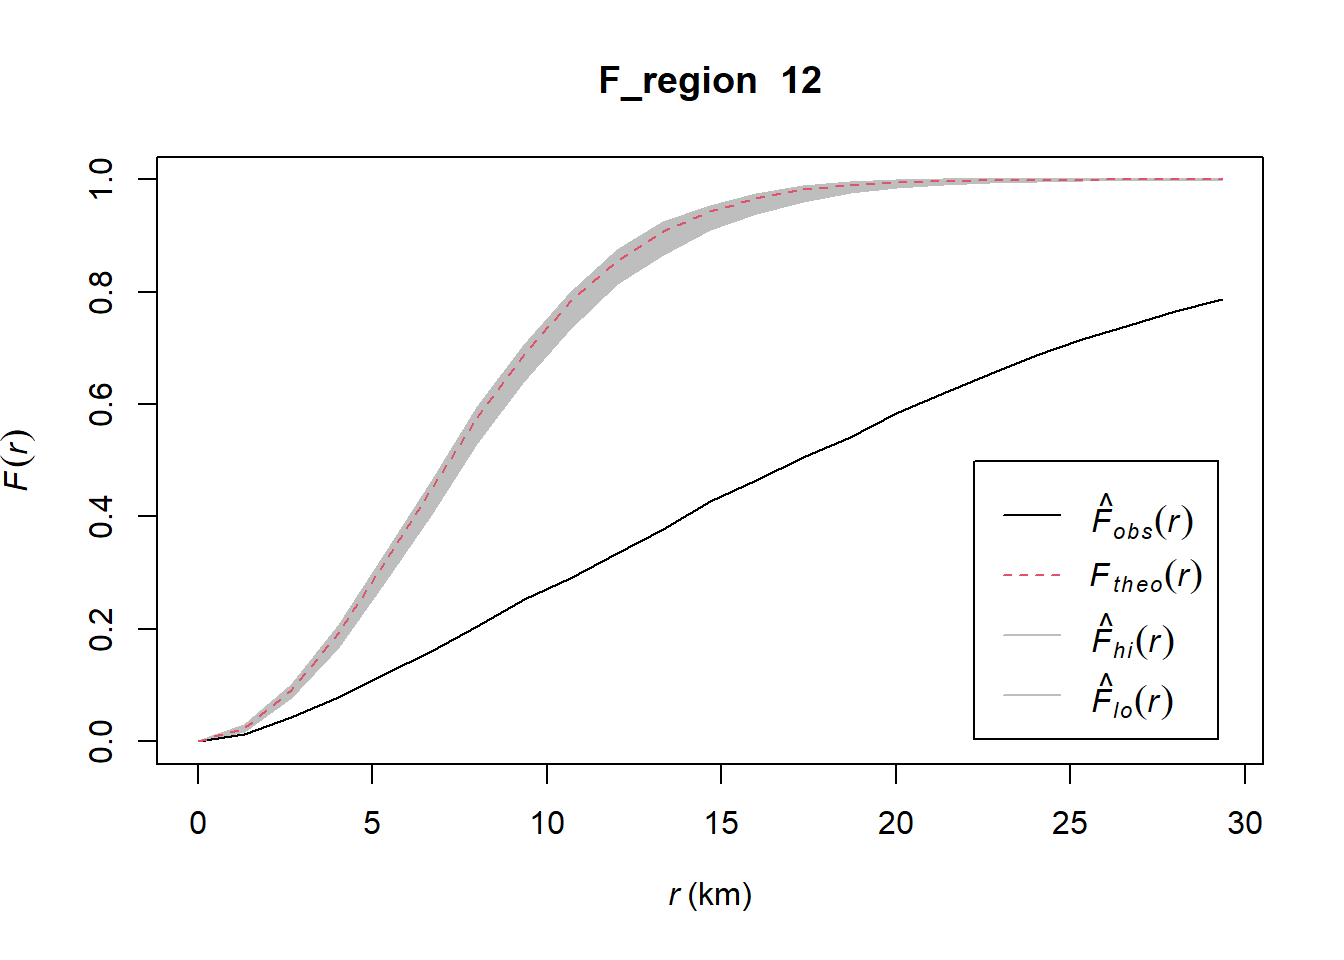 F_region 12
F(r)
1.0
0.8
0.6
0.4
0.2
0.0
F̂obs(r)
Ftheo(r)
F̂hi(r)
F̂lo(r)
0 5 10 15 20 25 30
r (km)